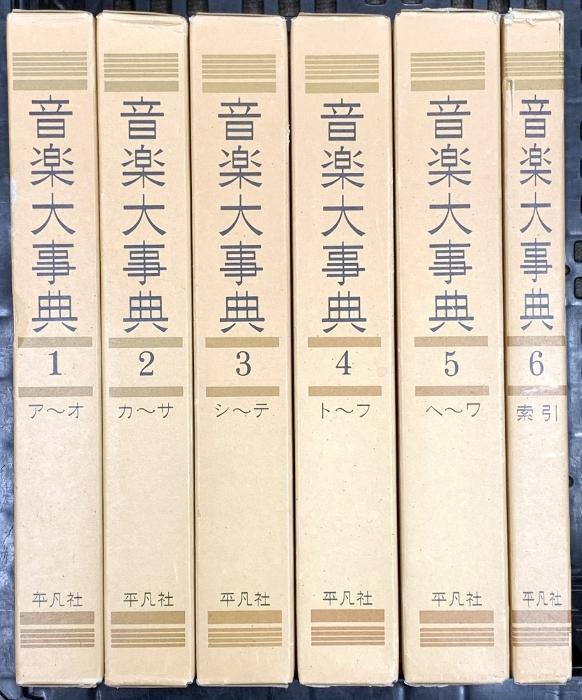 音楽大事典
1
ア〜オ
平凡社
音楽大事典
2
カ〜サ
平凡社
音楽大事典
3
シ〜テ
平凡社
音楽大事典
4
ト〜フ
平凡社
音楽大事典
5
ヘ〜ワ
平凡社
音楽大事典
6
索引
平凡社